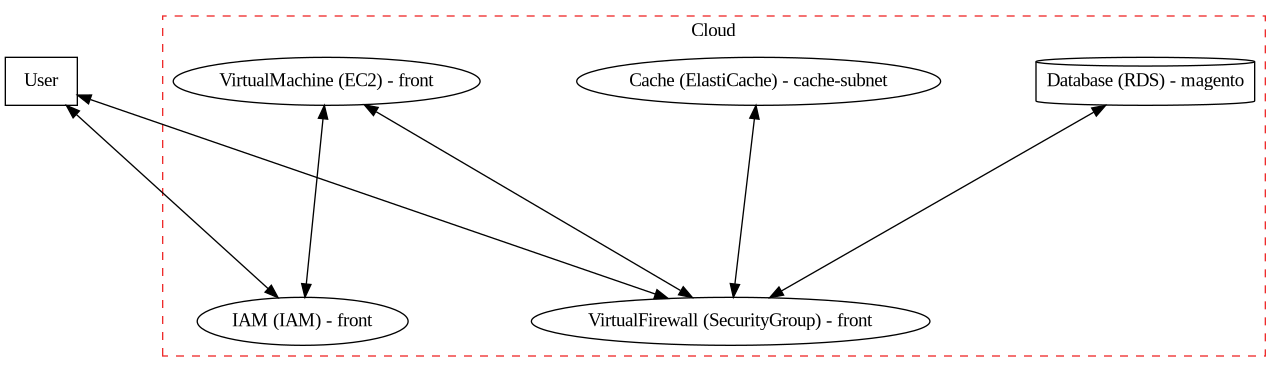 Cloud
User
VirtualMachine (EC2) - front
Cache (ElastiCache) - cache-subnet
Database (RDS) - magento
IAM (IAM) - front
VirtualFirewall (SecurityGroup) - front